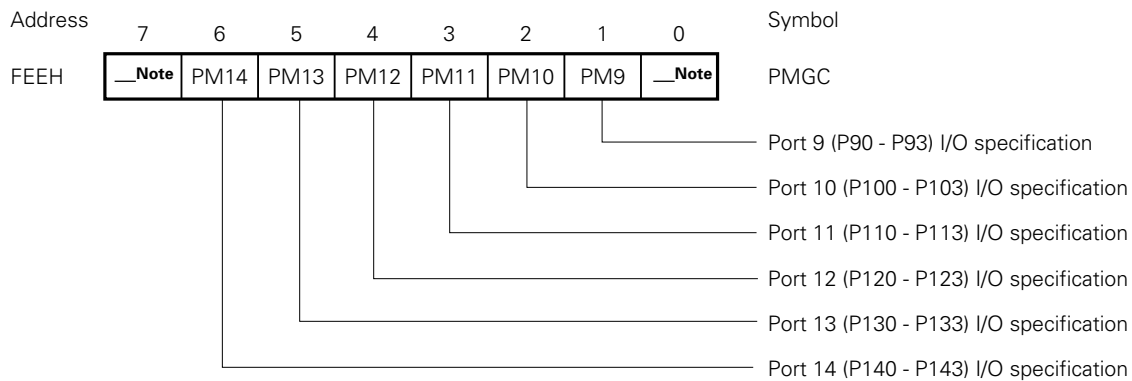 Address 7 6 5 4 3 2 1 0 Symbol
FEEH —Note PM14 PM13 PM12 PM11 PM10 PM9 —Note PMGC
Port 9 (P90 - P93) I/O specification
Port 10 (P100 - P103) I/O specification
Port 11 (P110 - P113) I/O specification
Port 12 (P120 - P123) I/O specification
Port 13 (P130 - P133) I/O specification
Port 14 (P140 - P143) I/O specification